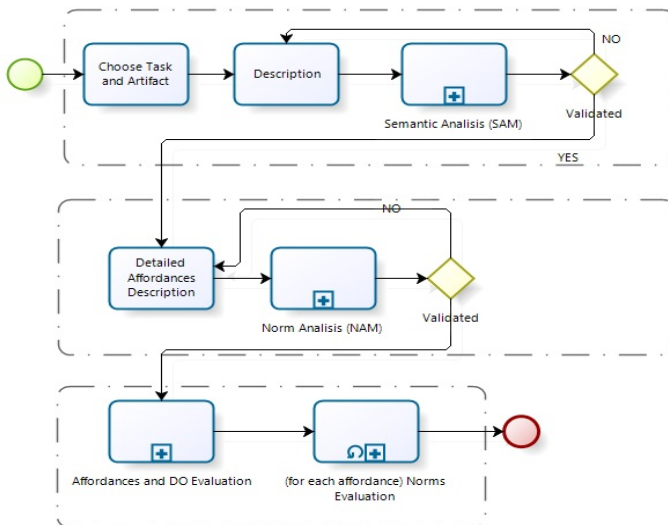 NO
Choose Task
and Artifact
Description
Semantic Analisis (SAM)
Validated
YES
NO
Detailed
Affordances
Description
Norm Analisis (NAM)
Validated
Affordances and DO Evaluation
(for each affordance) Norms
Evaluation